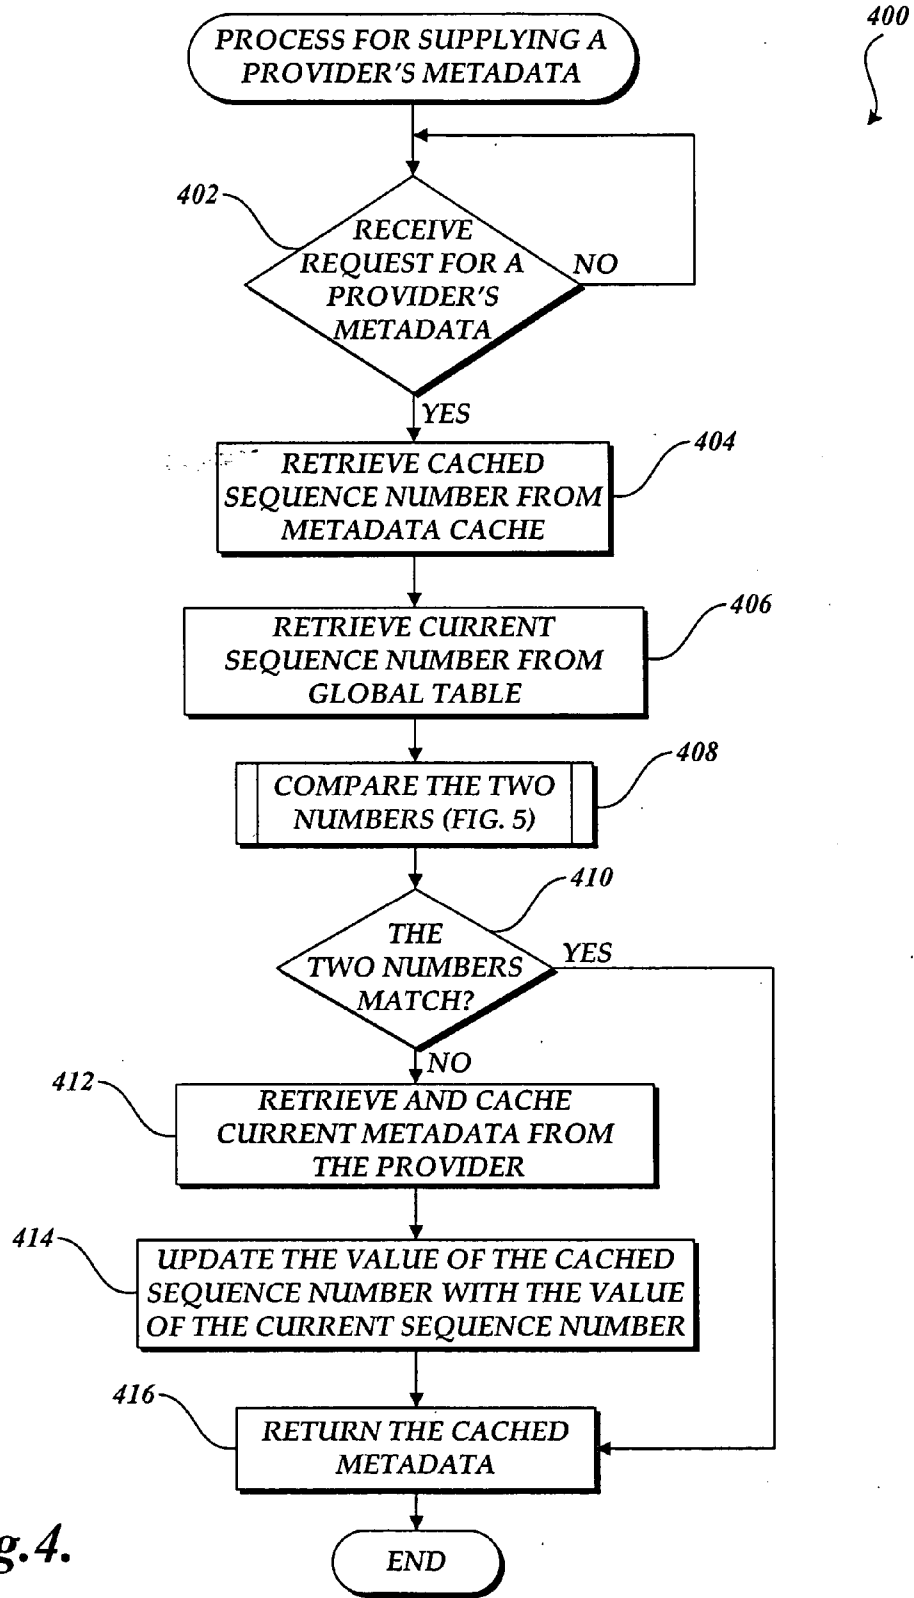 400
PROCESS FOR SUPPLYING A
PROVIDER'S METADATA
402
RECEIVE
REQUEST FOR A
PROVIDER'S
METADATA
NO
YES
404
RETRIEVE CACHED
SEQUENCE NUMBER FROM
METADATA CACHE
406
RETRIEVE CURRENT
SEQUENCE NUMBER FROM
GLOBAL TABLE
408
COMPARE THE TWO
NUMBERS (FIG. 5)
410
THE
TWO NUMBERS
MATCH?
YES
NO
412
RETRIEVE AND CACHE
CURRENT METADATA FROM
THE PROVIDER
414
UPDATE THE VALUE OF THE CACHED
SEQUENCE NUMBER WITH THE VALUE
OF THE CURRENT SEQUENCE NUMBER
416
RETURN THE CACHED
METADATA
g.4.
END